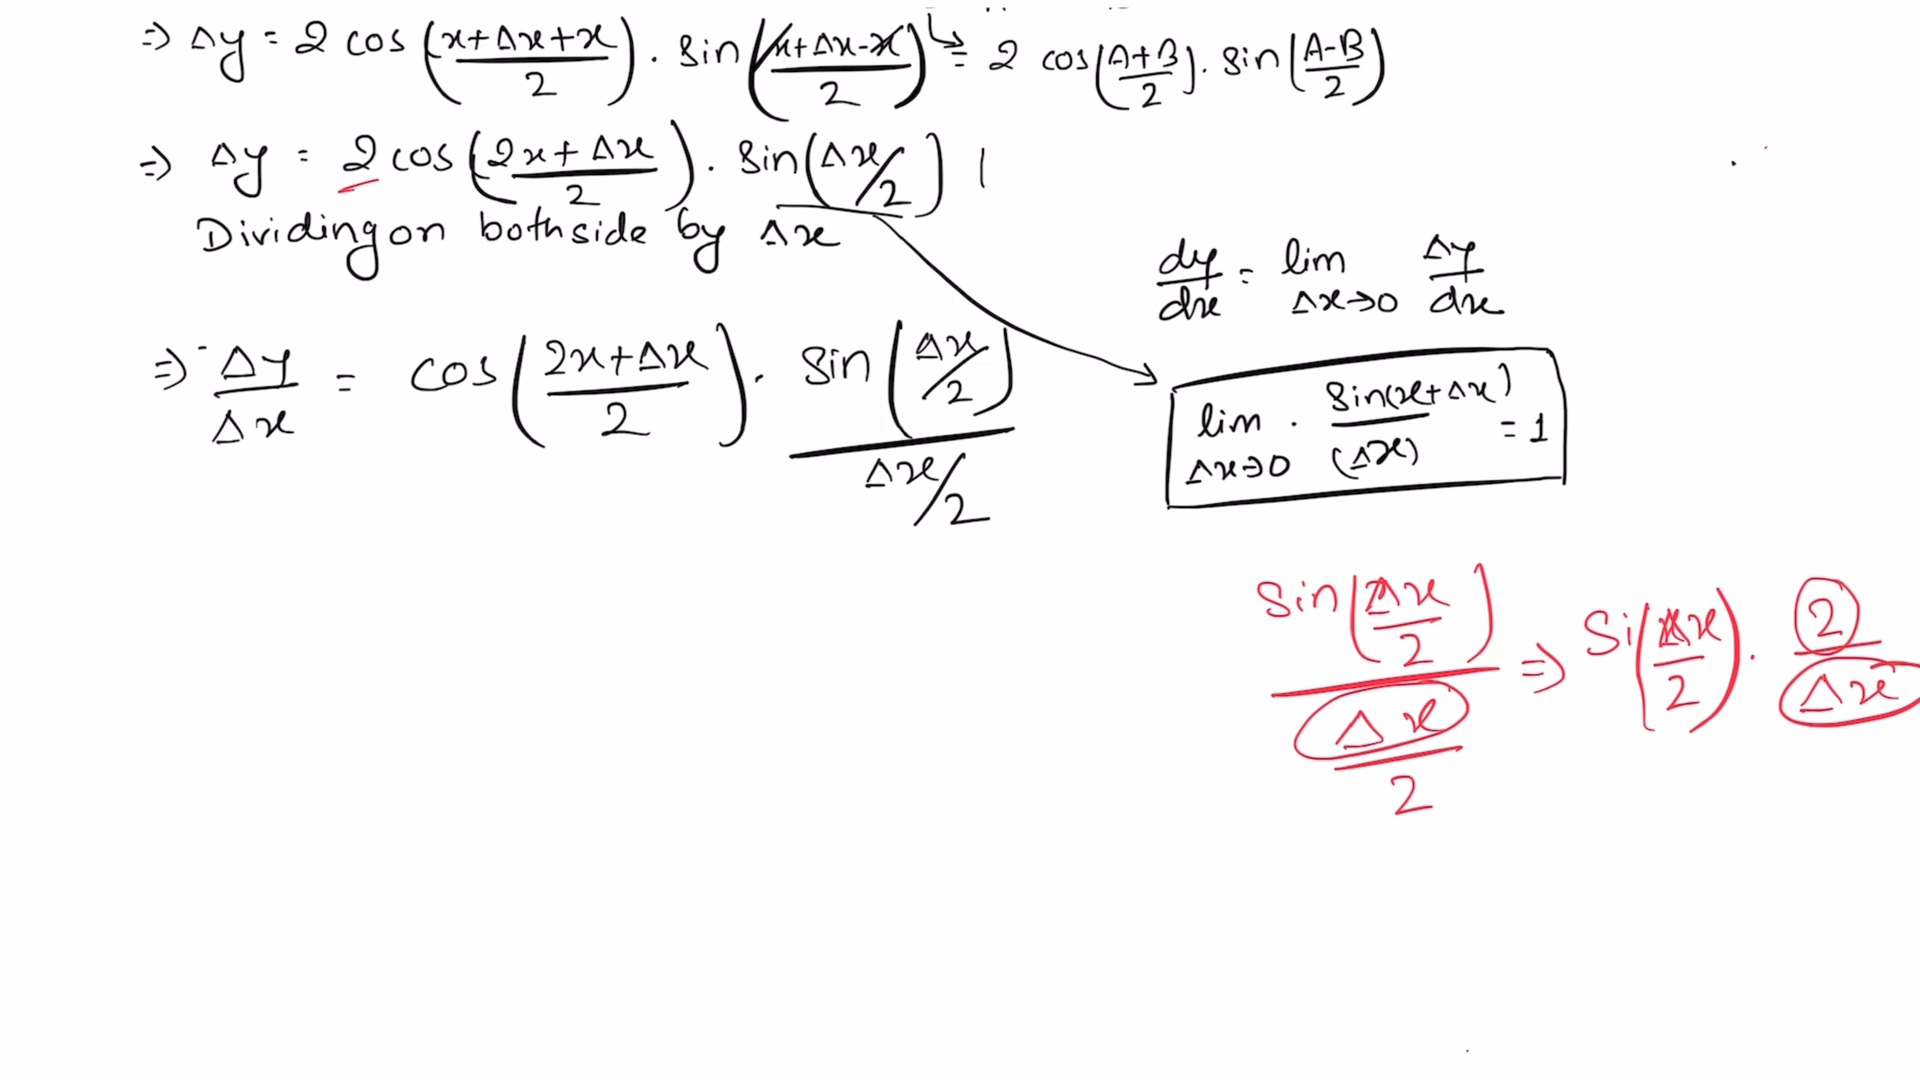 ⇒ Δy = 2 cos((x+Δx+x)/2) . sin((x+Δx-x)/2) = 2 cos((A+B)/2) . sin((A-B)/2)
⇒ Δy = 2 cos((2x+Δx)/2) . sin(Δx/2)
Dividing on bothside by Δx
dy/dx = lim Δx→0 Δy/dx
⇒ Δy/Δx = cos((2x+Δx)/2) . sin(Δx/2)/(Δx/2)
lim Δx→0 . sin(x+Δx)/(Δx) = 1
sin(Δx/2)/(Δx/2) ⇒ Si(Δx/2) . 2/Δx